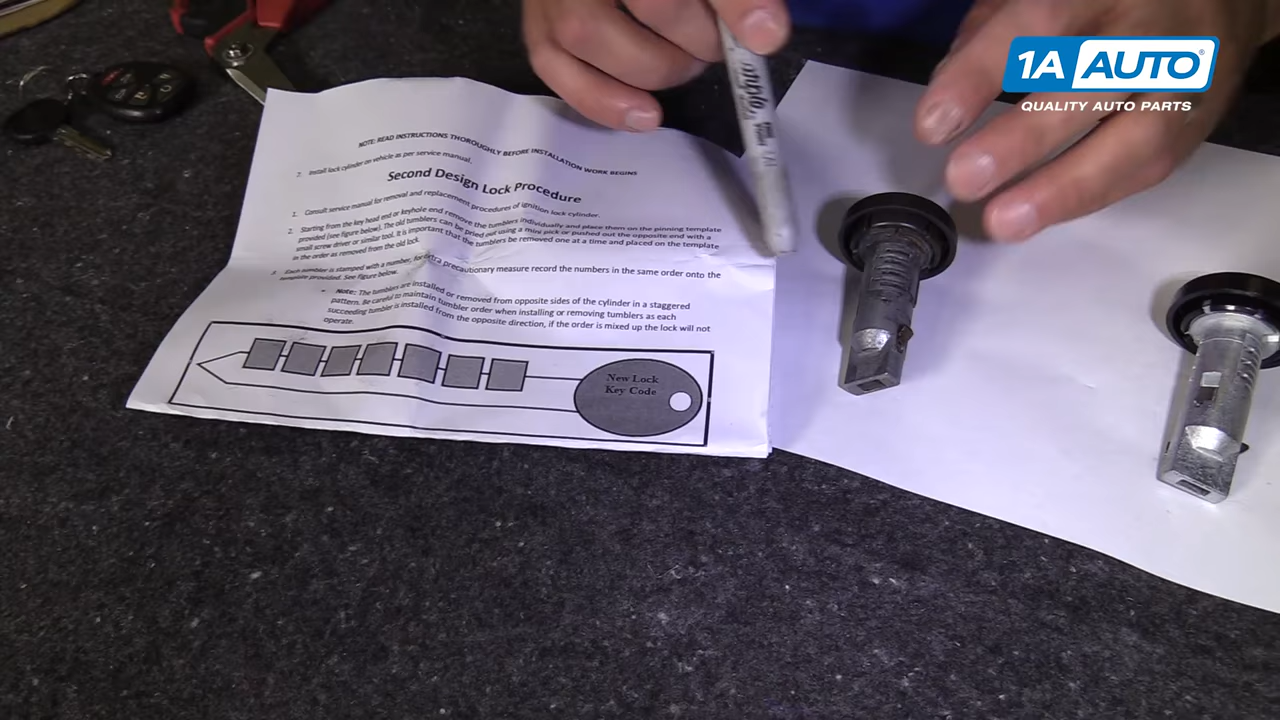 1A AUTO®
QUALITY AUTO PARTS
NOTE: READ INSTRUCTIONS THOROUGHLY BEFORE INSTALLATION WORK BEGINS
7. Install lock cylinder in vehicle as per service manual.
Second Design Lock Procedure
1. Consult service manual for removal and replacement procedures of ignition lock cylinder.
2. Starting from the key head end or keyhole end remove the tumblers individually and place them on the pinning template
provided (see figure below). The old tumblers can be pried out using a mini pick or pushed out the opposite end with a
small screw driver or similar tool. It is important that the tumblers be removed one at a time and placed on the template
in the order as removed from the old lock.
3. Each number is stamped with a number, for extra precautionary measure record the numbers in the same order onto the
template provided. See figure below.
- Note: The tumblers are installed or removed from opposite sides of the cylinder in a staggered
pattern. Be careful to maintain tumbler order when installing or removing tumblers as each
succeeding tumbler is installed from the opposite direction, if the order is mixed up the lock will not
operate.
New Lock
Key Code